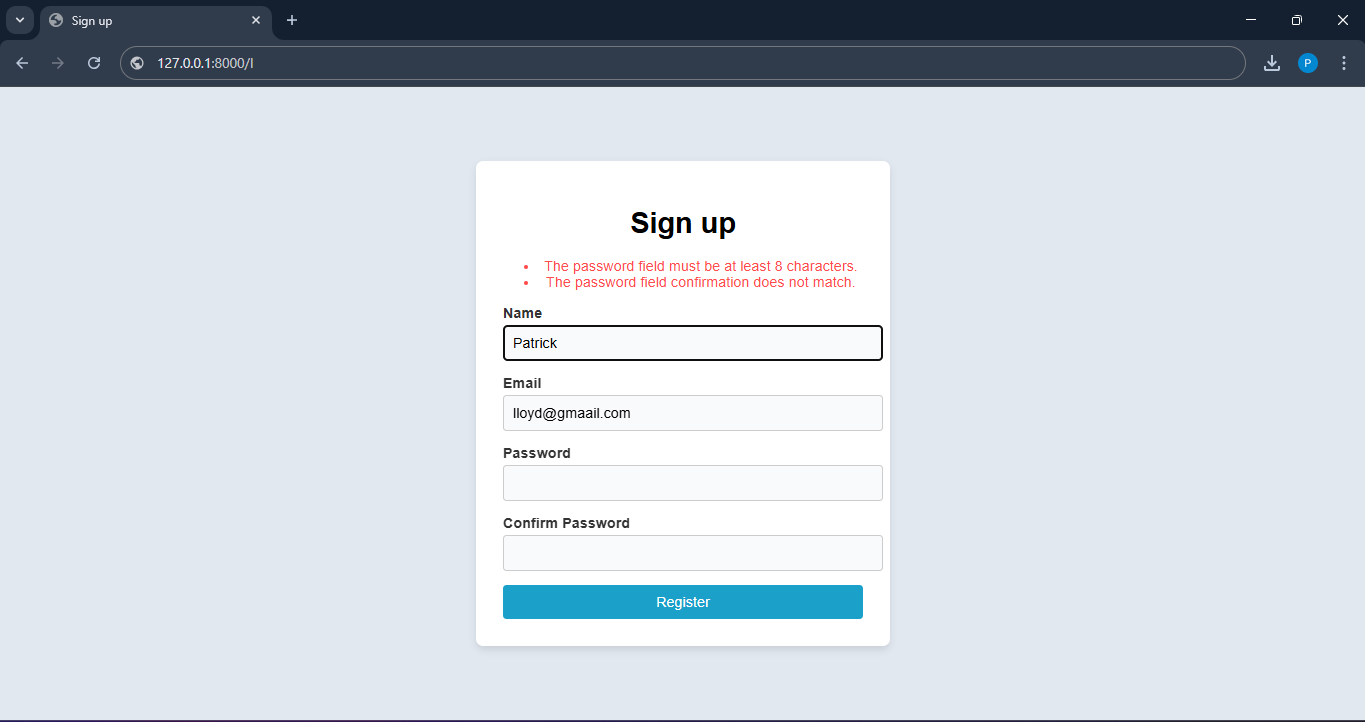 Sign up
127.0.0.1:8000/l
P
Sign up
• The password field must be at least 8 characters.
• The password field confirmation does not match.
Name
Patrick
Email
lloyd@gmaail.com
Password
Confirm Password
Register